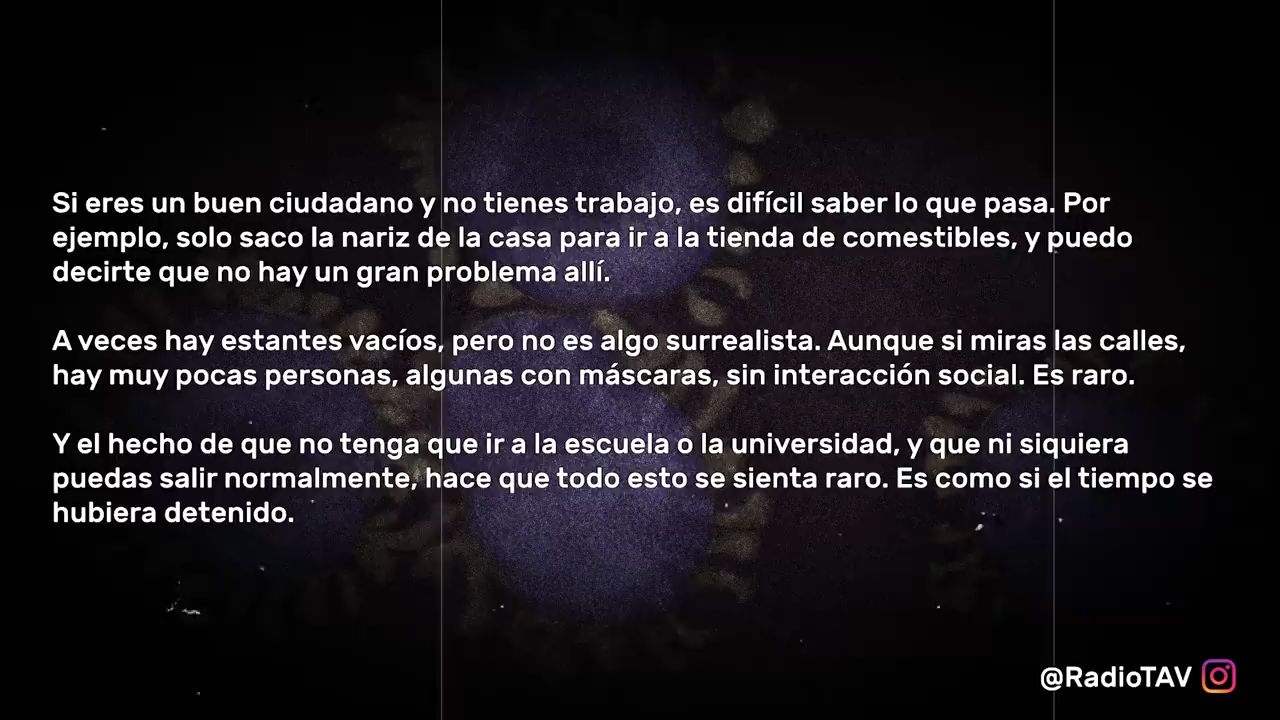 Si eres un buen ciudadano y no tienes trabajo, es difícil saber lo que pasa. Por
ejemplo, solo saco la nariz de la casa para ir a la tienda de comestibles, y puedo
decirte que no hay un gran problema allí.
A veces hay estantes vacíos, pero no es algo surrealista. Aunque si miras las calles,
hay muy pocas personas, algunas con máscaras, sin interacción social. Es raro.
Y el hecho de que no tenga que ir a la escuela o la universidad, y que ni siquiera
puedas salir normalmente, hace que todo esto se sienta raro. Es como si el tiempo se
hubiera detenido.
@RadioTAV